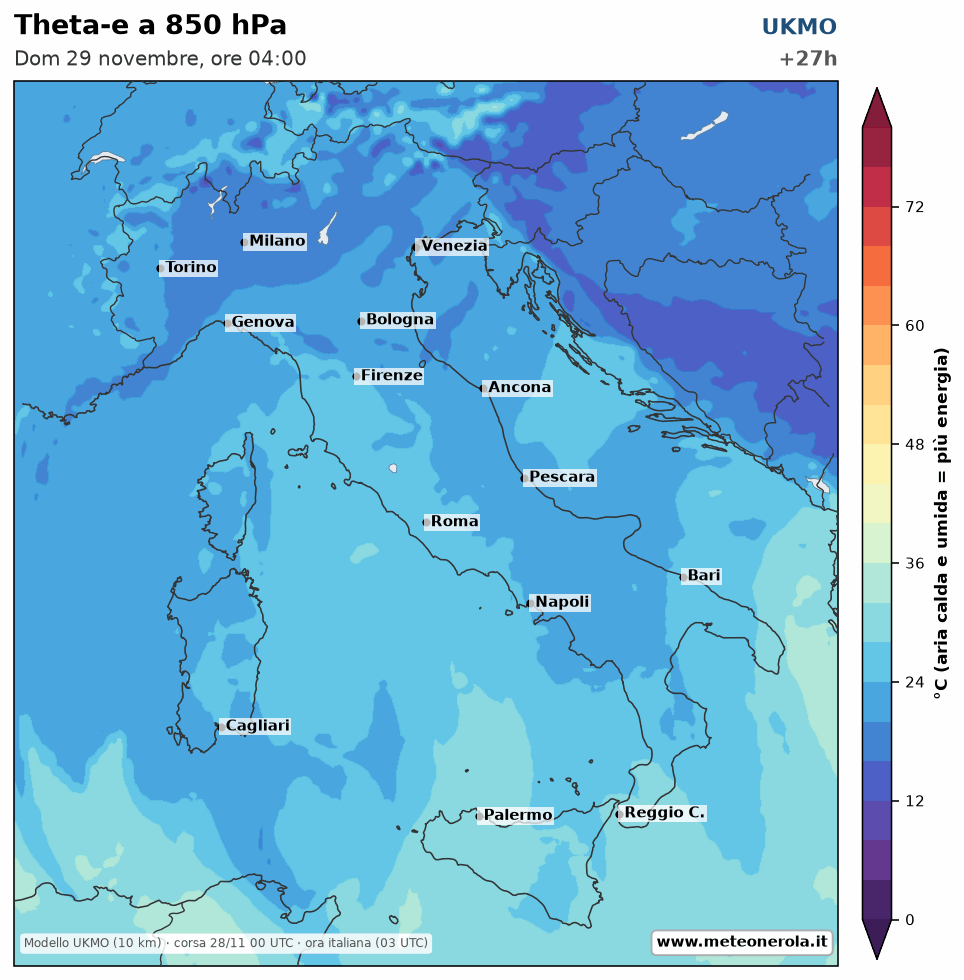 Theta-e a 850 hPa
UKMO
Dom 29 novembre, ore 04:00
+27h
Milano
Venezia
Torino
Genova
Bologna
Firenze
Ancona
Pescara
Roma
Bari
Napoli
Cagliari
Palermo
Reggio C.
72
60
48
36
24
12
0
°C (aria calda e umida = più energia)
Modello UKMO (10 km) · corsa 28/11 00 UTC · ora italiana (03 UTC)
www.meteonerola.it